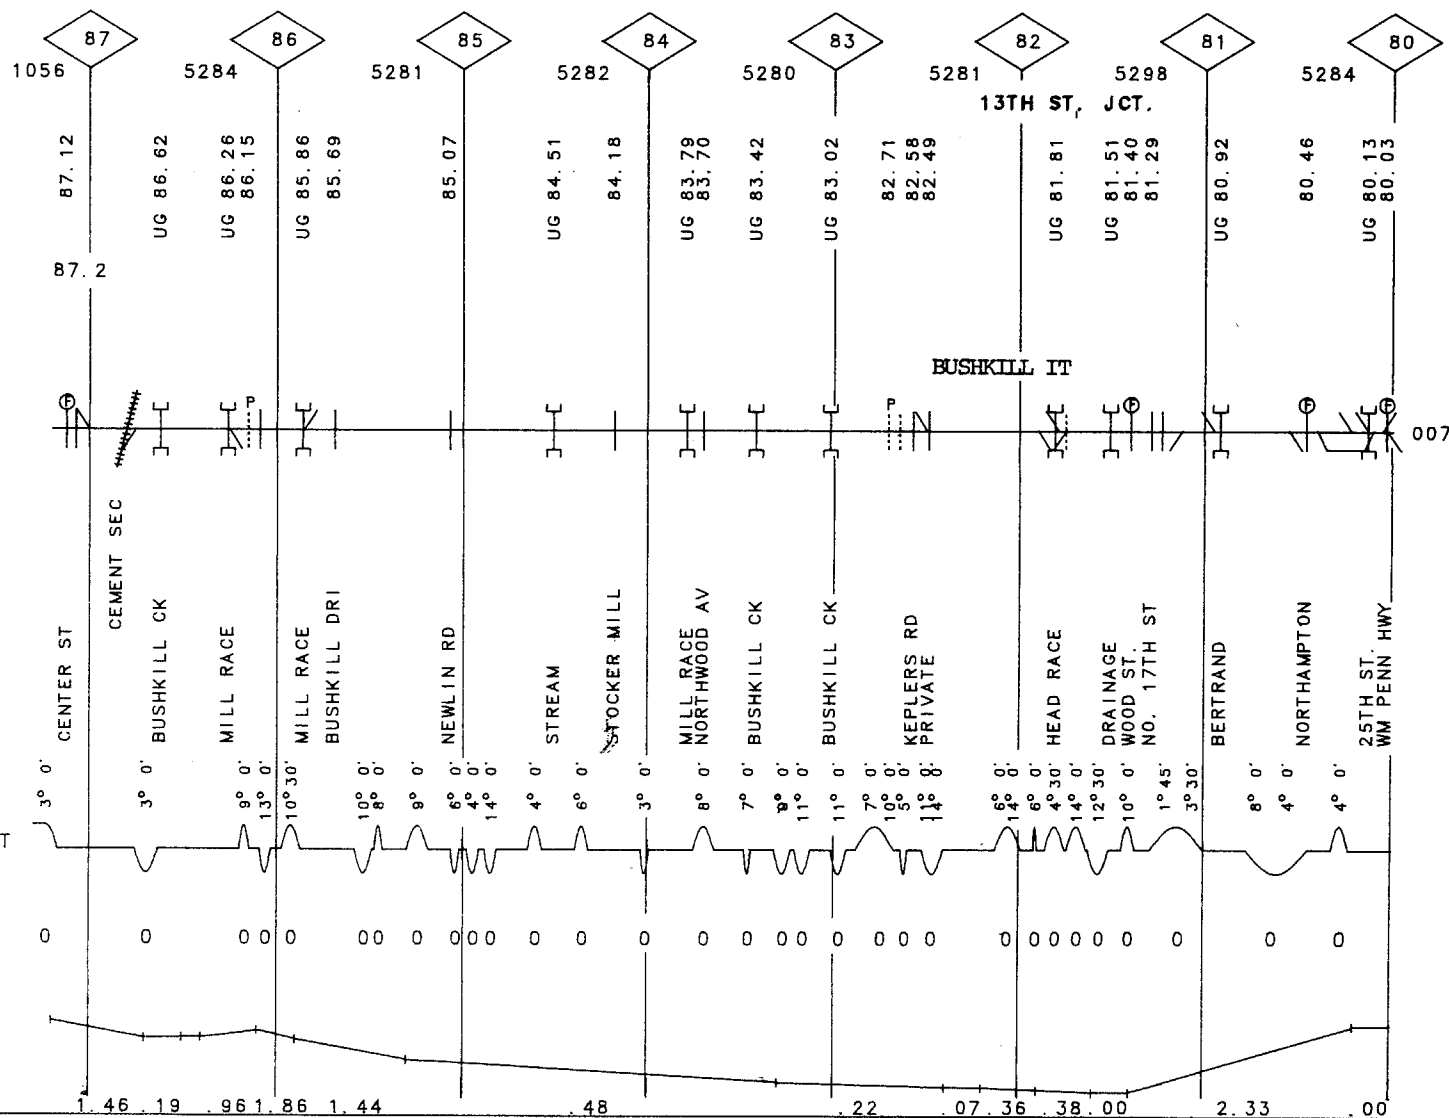 87 86 85 84 83 82 81 80
1056 5284 5281 5282 5280 5281 5298 5284
13TH ST. JCT.
87.12
UG 86.62
UG 86.26
86.15
UG 85.86
85.69
85.07
UG 84.51
84.18
UG 83.79
83.70
UG 83.42
UG 83.02
82.71
82.58
82.49
UG 81.81
UG 81.51
81.40
81.29
UG 80.92
80.46
UG 80.13
80.03
87.2
BUSHKILL IT
F P P F F F
007
CENTER ST
CEMENT SEC
BUSHKILL CK
MILL RACE
MILL RACE
BUSHKILL DRI
NEWLIN RD
STREAM
STOCKER MILL
MILL RACE
NORTHWOOD AV
BUSHKILL CK
BUSHKILL CK
KEPLERS RD
PRIVATE
HEAD RACE
DRAINAGE
WOOD ST.
NO. 17TH ST
BERTRAND
NORTHAMPTON
25TH ST.
WM PENN HWY
3° 0'
3° 0'
9° 0'
13° 0'
10° 30'
10° 0'
8° 0'
9° 0'
6° 0'
4° 0'
14° 0'
4° 0'
6° 0'
3° 0'
8° 0'
7° 0'
11° 0'
11° 0'
7° 0'
10° 0'
5° 0'
14° 0'
6° 0'
14° 0'
6° 0'
4° 30'
14° 0'
12° 30'
10° 0'
1° 45'
3° 30'
8° 0'
4° 0'
4° 0'
T
0 0 0 0 0 0 0 0 0 0 0 0 0 0 0 0 0 0 0 0 0 0 0 0 0 0 0 0 0 0 0
1.46 .19 .96 1.86 1.44 .48 .22 .07 .36 .38 .00 2.33 .00